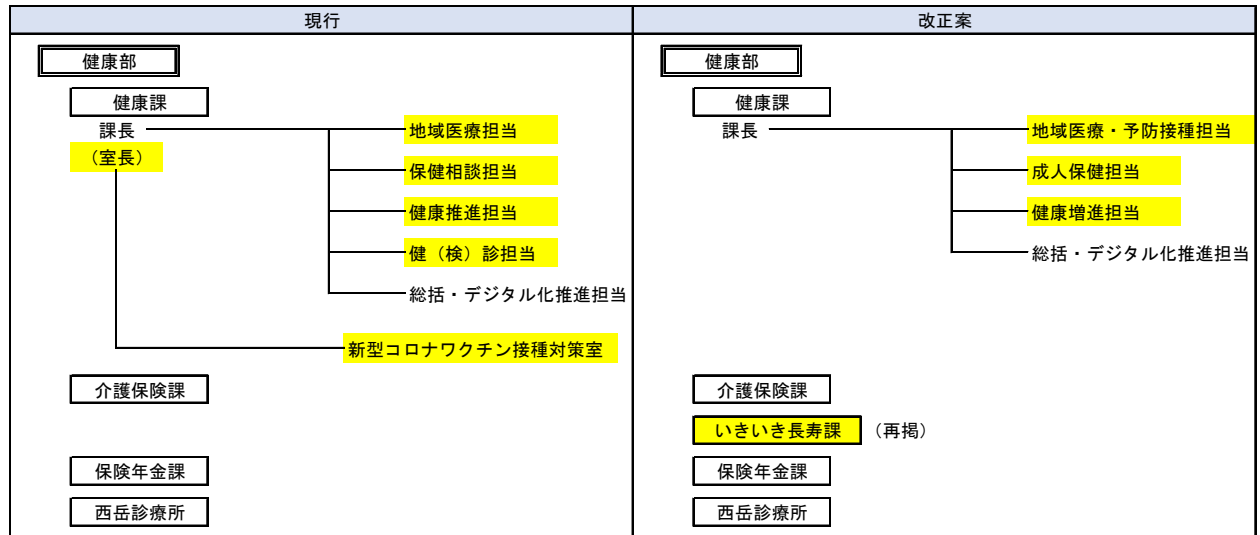 現行
健康部
健康課
課長
(室長)
地域医療担当
保健相談担当
健康推進担当
健(検)診担当
総括・デジタル化推進担当
新型コロナワクチン接種対策室
介護保険課
保険年金課
西岳診療所
改正案
健康部
健康課
課長
地域医療・予防接種担当
成人保健担当
健康増進担当
総括・デジタル化推進担当
介護保険課
いきいき長寿課 (再掲)
保険年金課
西岳診療所